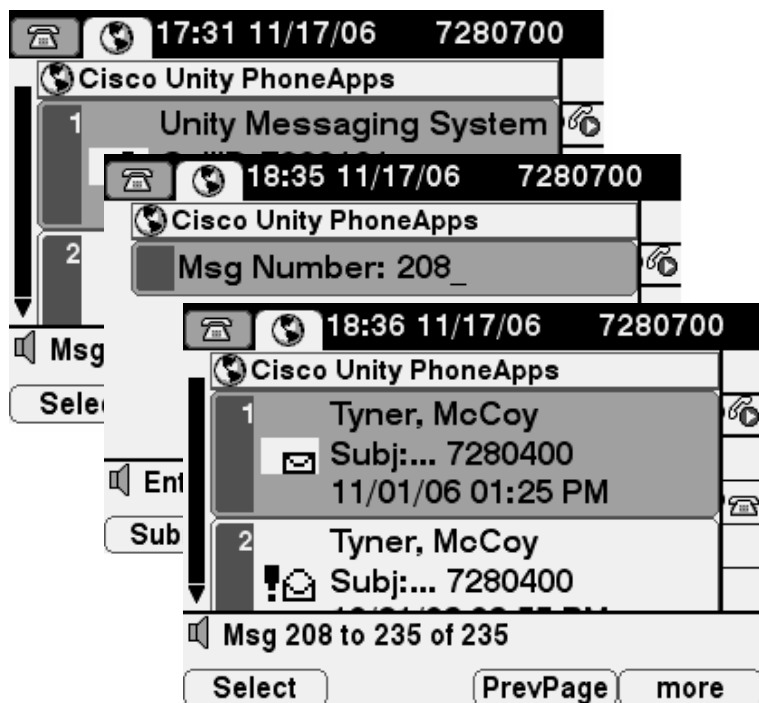 17:31 11/17/06 7280700
Cisco Unity PhoneApps
1 Unity Messaging System
2
Msg
18:35 11/17/06 7280700
Cisco Unity PhoneApps
Msg Number: 208_
18:36 11/17/06 7280700
Cisco Unity PhoneApps
1 Tyner, McCoy
Subj:... 7280400
11/01/06 01:25 PM
2 Tyner, McCoy
Subj:... 7280400
Msg 208 to 235 of 235
Select PrevPage more